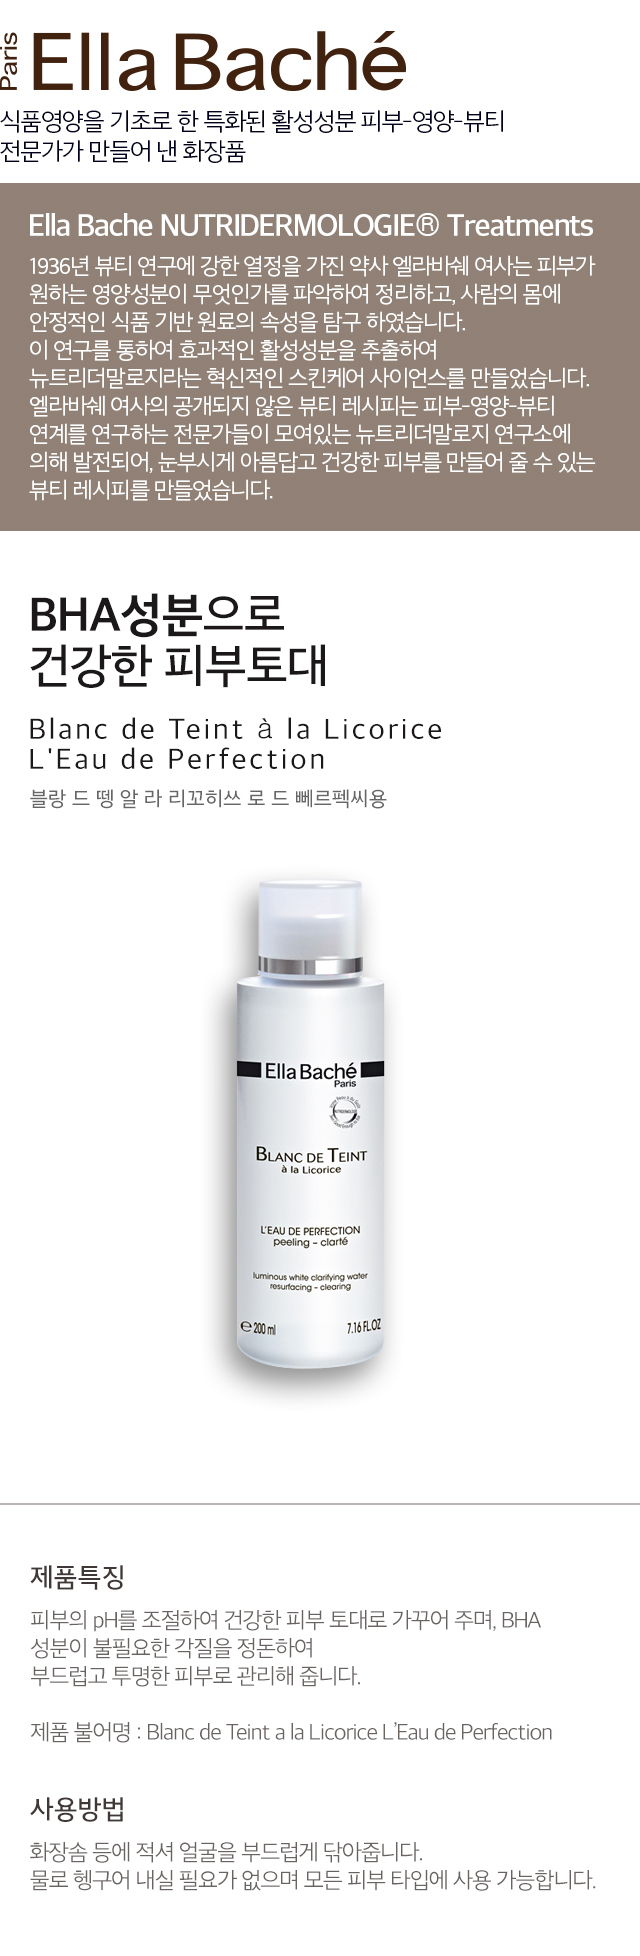 Paris
Ella Baché
식품영양을 기초로 한 특화된 활성성분 피부-영양-뷰티
전문가가 만들어 낸 화장품
Ella Bache NUTRIDERMOLOGIE® Treatments
1936년 뷰티 연구에 강한 열정을 가진 약사 엘라바쉐 여사는 피부가
원하는 영양성분이 무엇인가를 파악하여 정리하고, 사람의 몸에
안정적인 식품 기반 원료의 속성을 탐구 하였습니다.
이 연구를 통하여 효과적인 활성성분을 추출하여
뉴트리더말로지라는 혁신적인 스킨케어 사이언스를 만들었습니다.
엘라바쉐 여사의 공개되지 않은 뷰티 레시피는 피부-영양-뷰티
연계를 연구하는 전문가들이 모여있는 뉴트리더말로지 연구소에
의해 발전되어, 눈부시게 아름답고 건강한 피부를 만들어 줄 수 있는
뷰티 레시피를 만들었습니다.
BHA성분으로
건강한 피부토대
Blanc de Teint à la Licorice
L'Eau de Perfection
블랑 드 뗑 알 라 리꼬히쓰 로 드 뻬르펙씨용
Ella Baché
Paris
NUTRIDERMOLOGIE
BLANC DE TEINT
à la Licorice
L'EAU DE PERFECTION
peeling - clarté
luminous white clarifying water
resurfacing - clearing
℮ 200 ml 7.16 FL.OZ
제품특징
피부의 pH를 조절하여 건강한 피부 토대로 가꾸어 주며, BHA
성분이 불필요한 각질을 정돈하여
부드럽고 투명한 피부로 관리해 줍니다.
제품 불어명 : Blanc de Teint a la Licorice L’Eau de Perfection
사용방법
화장솜 등에 적셔 얼굴을 부드럽게 닦아줍니다.
물로 헹구어 내실 필요가 없으며 모든 피부 타입에 사용 가능합니다.